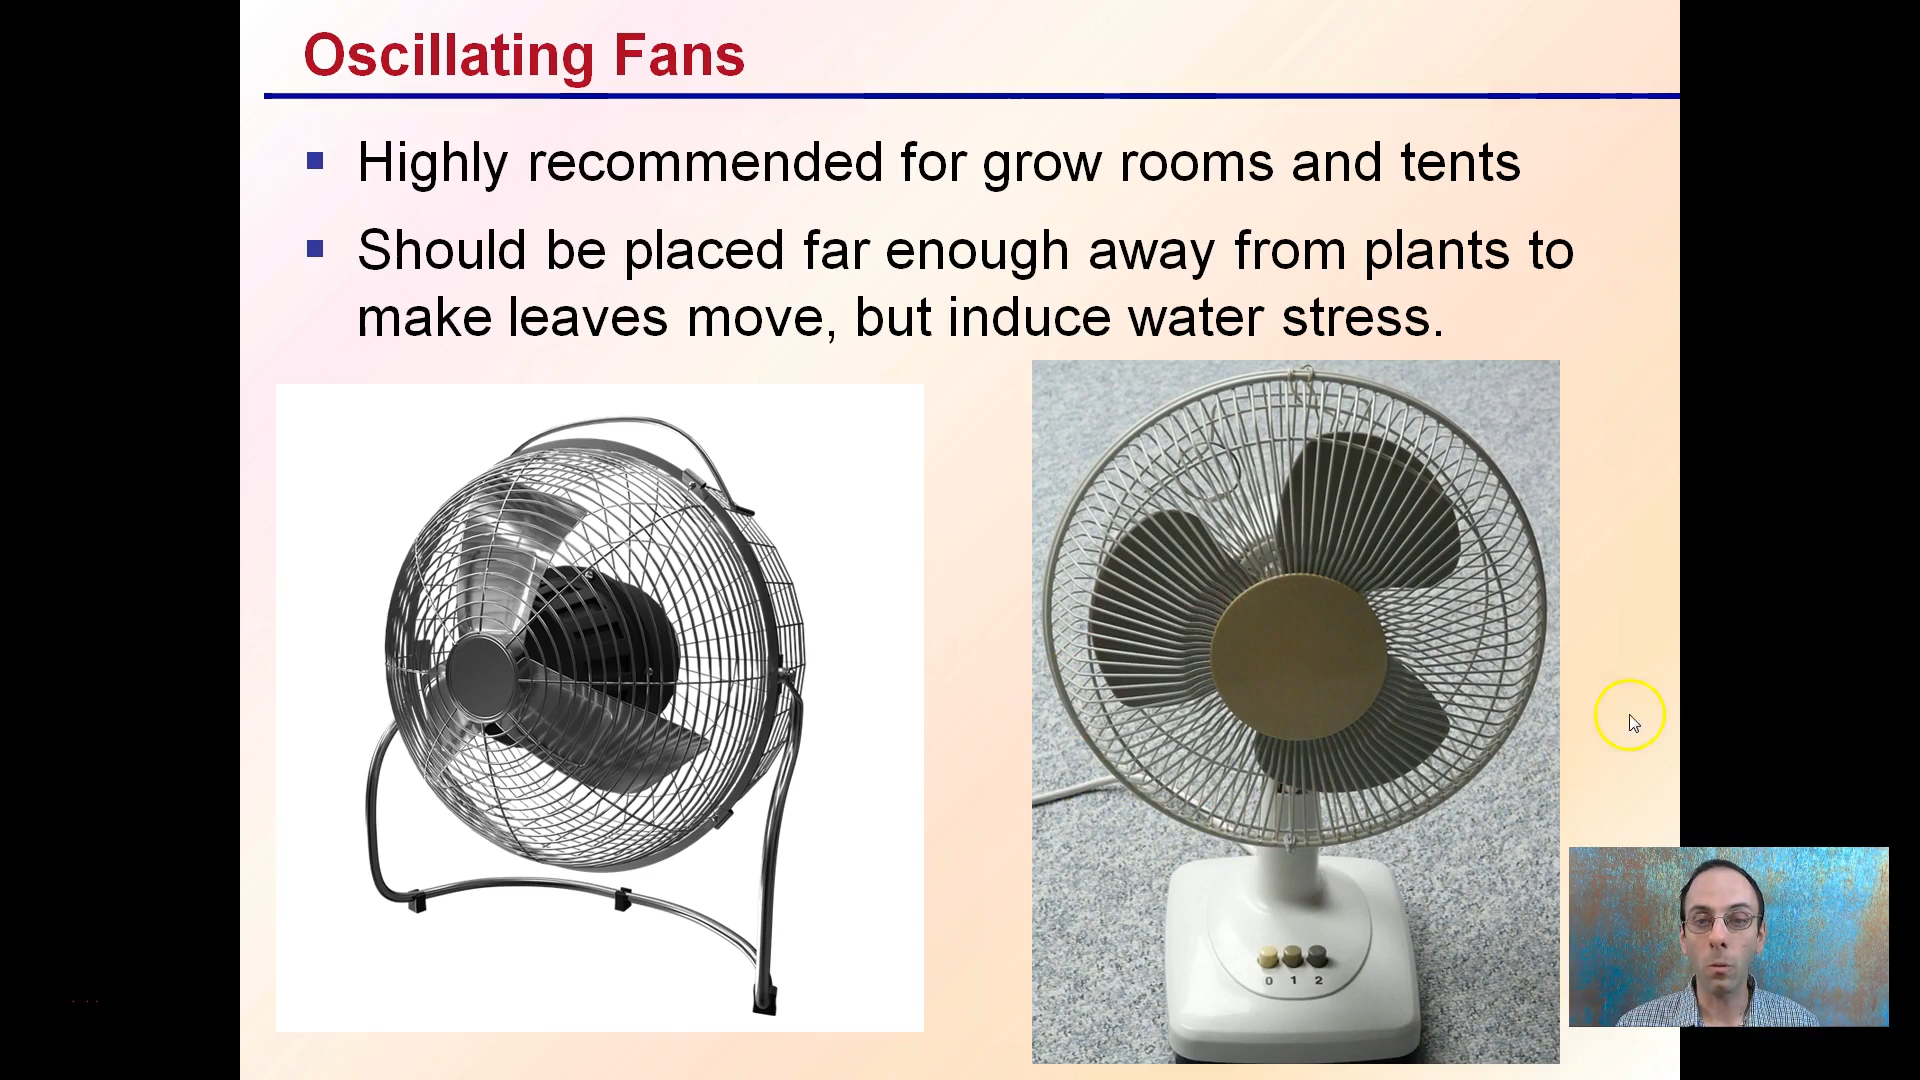 Oscillating Fans
Highly recommended for grow rooms and tents
Should be placed far enough away from plants to
make leaves move, but induce water stress.
0 1 2